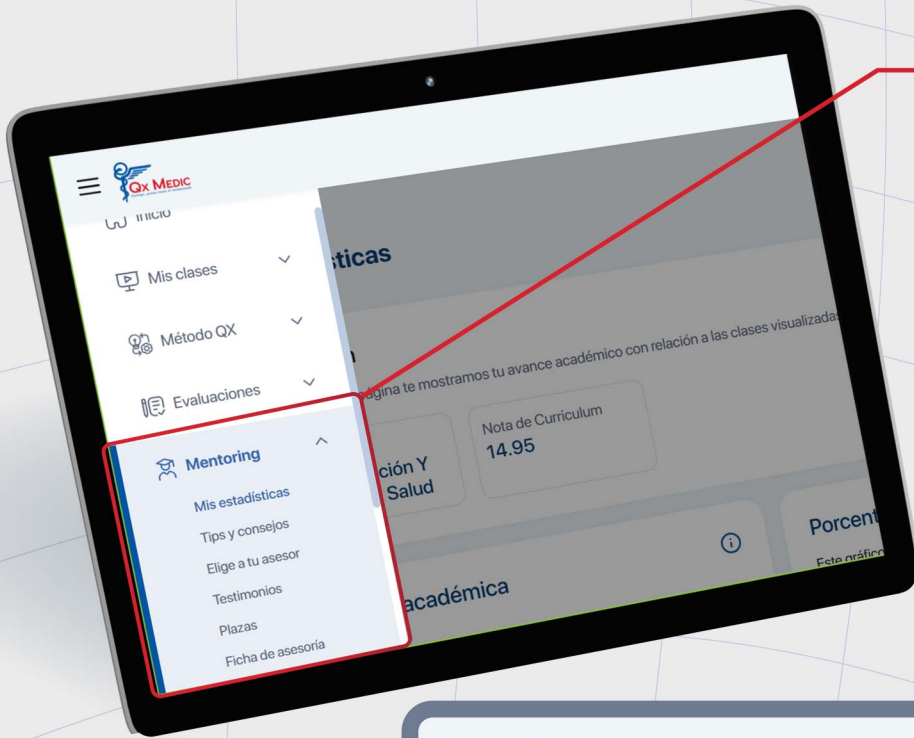 QX MEDIC
Inicio
Mis clases
Método QX
Evaluaciones
Mentoring
Mis estadísticas
Tips y consejos
Elige a tu asesor
Testimonios
Plazas
Ficha de asesoría
sticas
página te mostramos tu avance académico con relación a las clases visualizadas
ción Y
Salud
Nota de Curriculum
14.95
académica
Porcent
Este gráfico